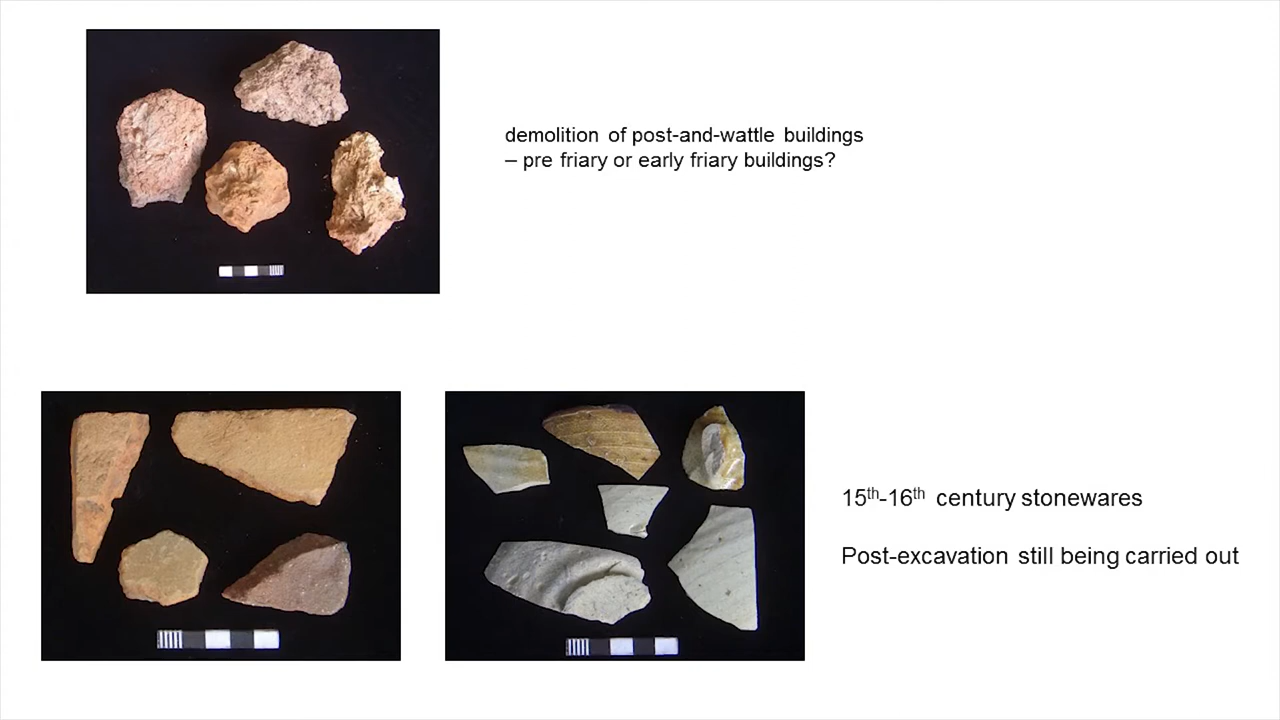 demolition of post-and-wattle buildings
– pre friary or early friary buildings?
15th-16th century stonewares
Post-excavation still being carried out